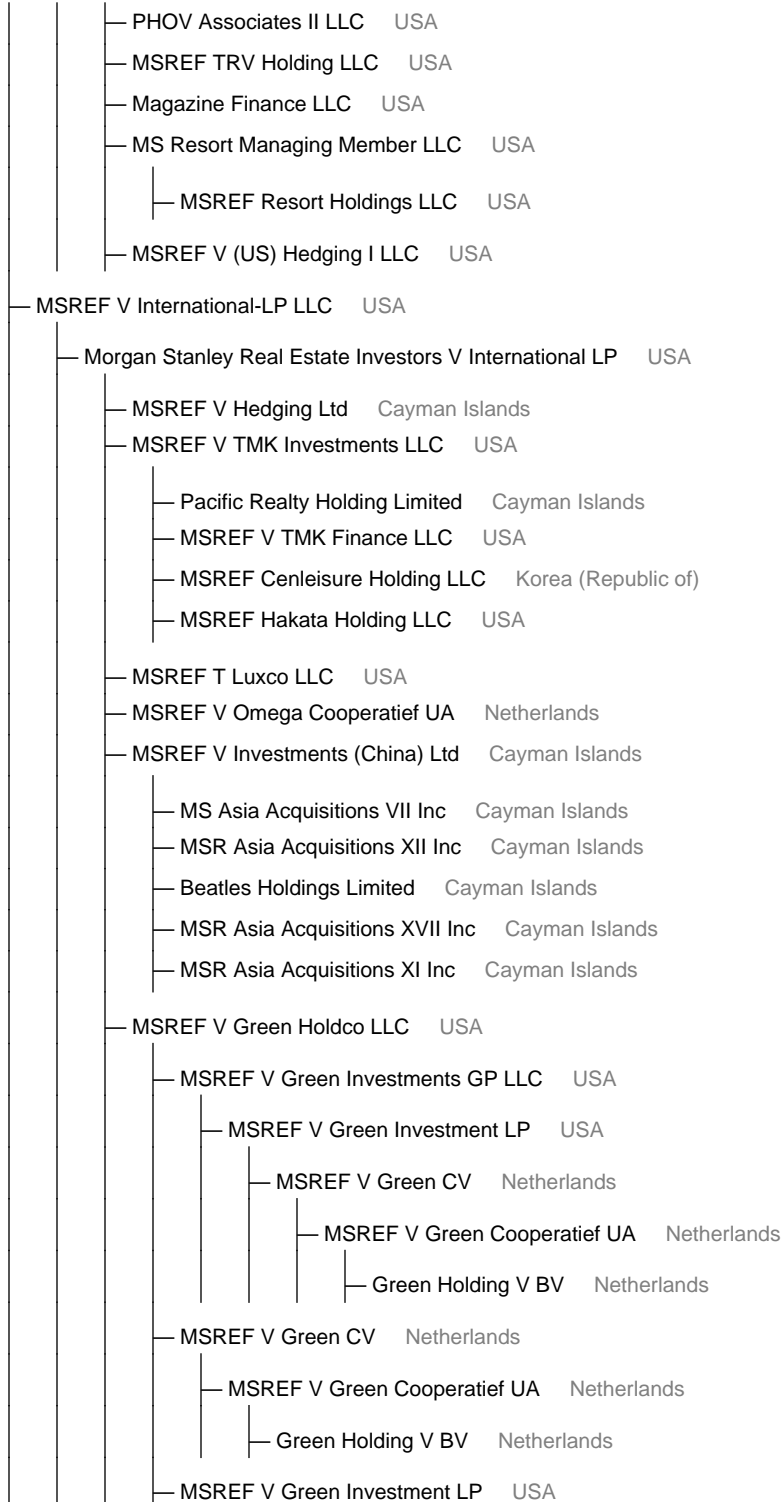 PHOV Associates II LLC USA
MSREF TRV Holding LLC USA
Magazine Finance LLC USA
MS Resort Managing Member LLC USA
MSREF Resort Holdings LLC USA
MSREF V (US) Hedging I LLC USA
MSREF V International-LP LLC USA
Morgan Stanley Real Estate Investors V International LP USA
MSREF V Hedging Ltd Cayman Islands
MSREF V TMK Investments LLC USA
Pacific Realty Holding Limited Cayman Islands
MSREF V TMK Finance LLC USA
MSREF Cenleisure Holding LLC Korea (Republic of)
MSREF Hakata Holding LLC USA
MSREF T Luxco LLC USA
MSREF V Omega Cooperatief UA Netherlands
MSREF V Investments (China) Ltd Cayman Islands
MS Asia Acquisitions VII Inc Cayman Islands
MSR Asia Acquisitions XII Inc Cayman Islands
Beatles Holdings Limited Cayman Islands
MSR Asia Acquisitions XVII Inc Cayman Islands
MSR Asia Acquisitions XI Inc Cayman Islands
MSREF V Green Holdco LLC USA
MSREF V Green Investments GP LLC USA
MSREF V Green Investment LP USA
MSREF V Green CV Netherlands
MSREF V Green Cooperatief UA Netherlands
Green Holding V BV Netherlands
MSREF V Green CV Netherlands
MSREF V Green Cooperatief UA Netherlands
Green Holding V BV Netherlands
MSREF V Green Investment LP USA